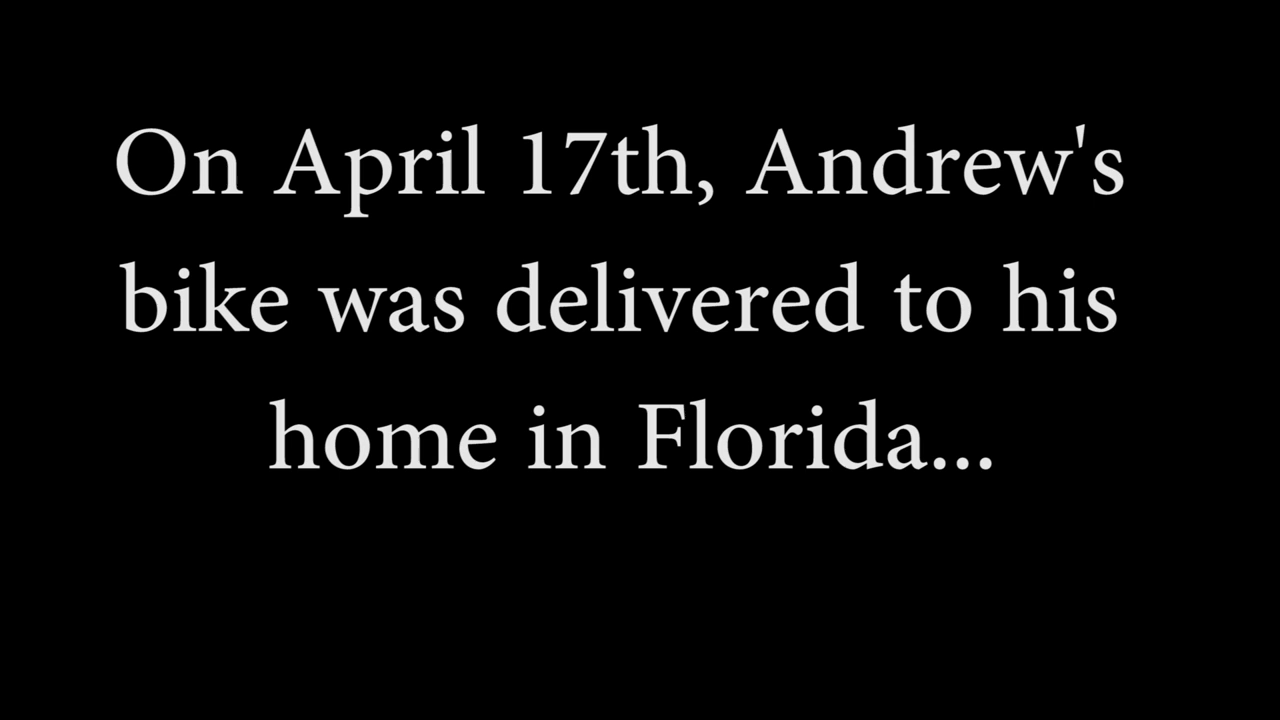 On April 17th, Andrew's
bike was delivered to his
home in Florida...